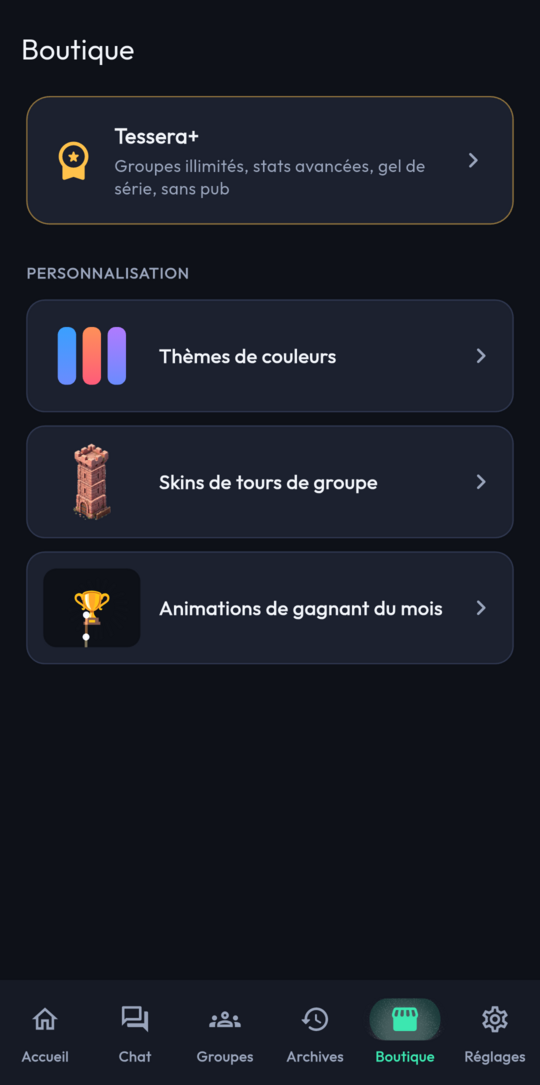 Boutique
Tessera+
Groupes illimités, stats avancées, gel de
série, sans pub
PERSONNALISATION
Thèmes de couleurs
Skins de tours de groupe
Animations de gagnant du mois
Accueil
Chat
Groupes
Archives
Boutique
Réglages